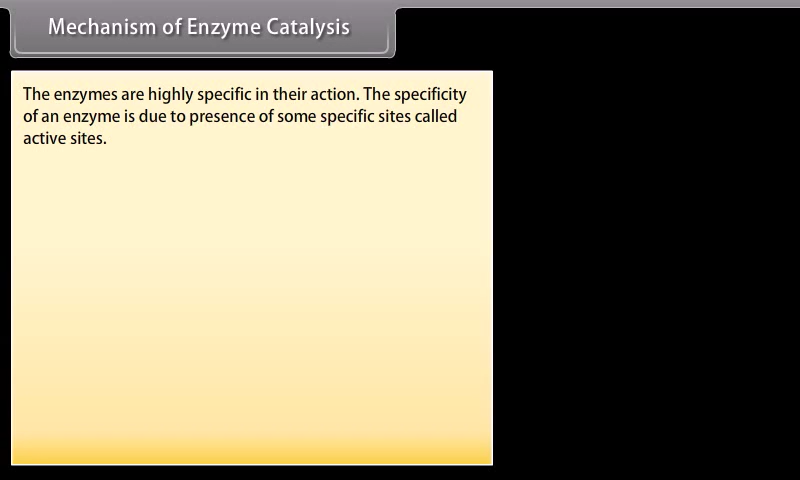 Mechanism of Enzyme Catalysis
The enzymes are highly specific in their action. The specificity
of an enzyme is due to presence of some specific sites called
active sites.